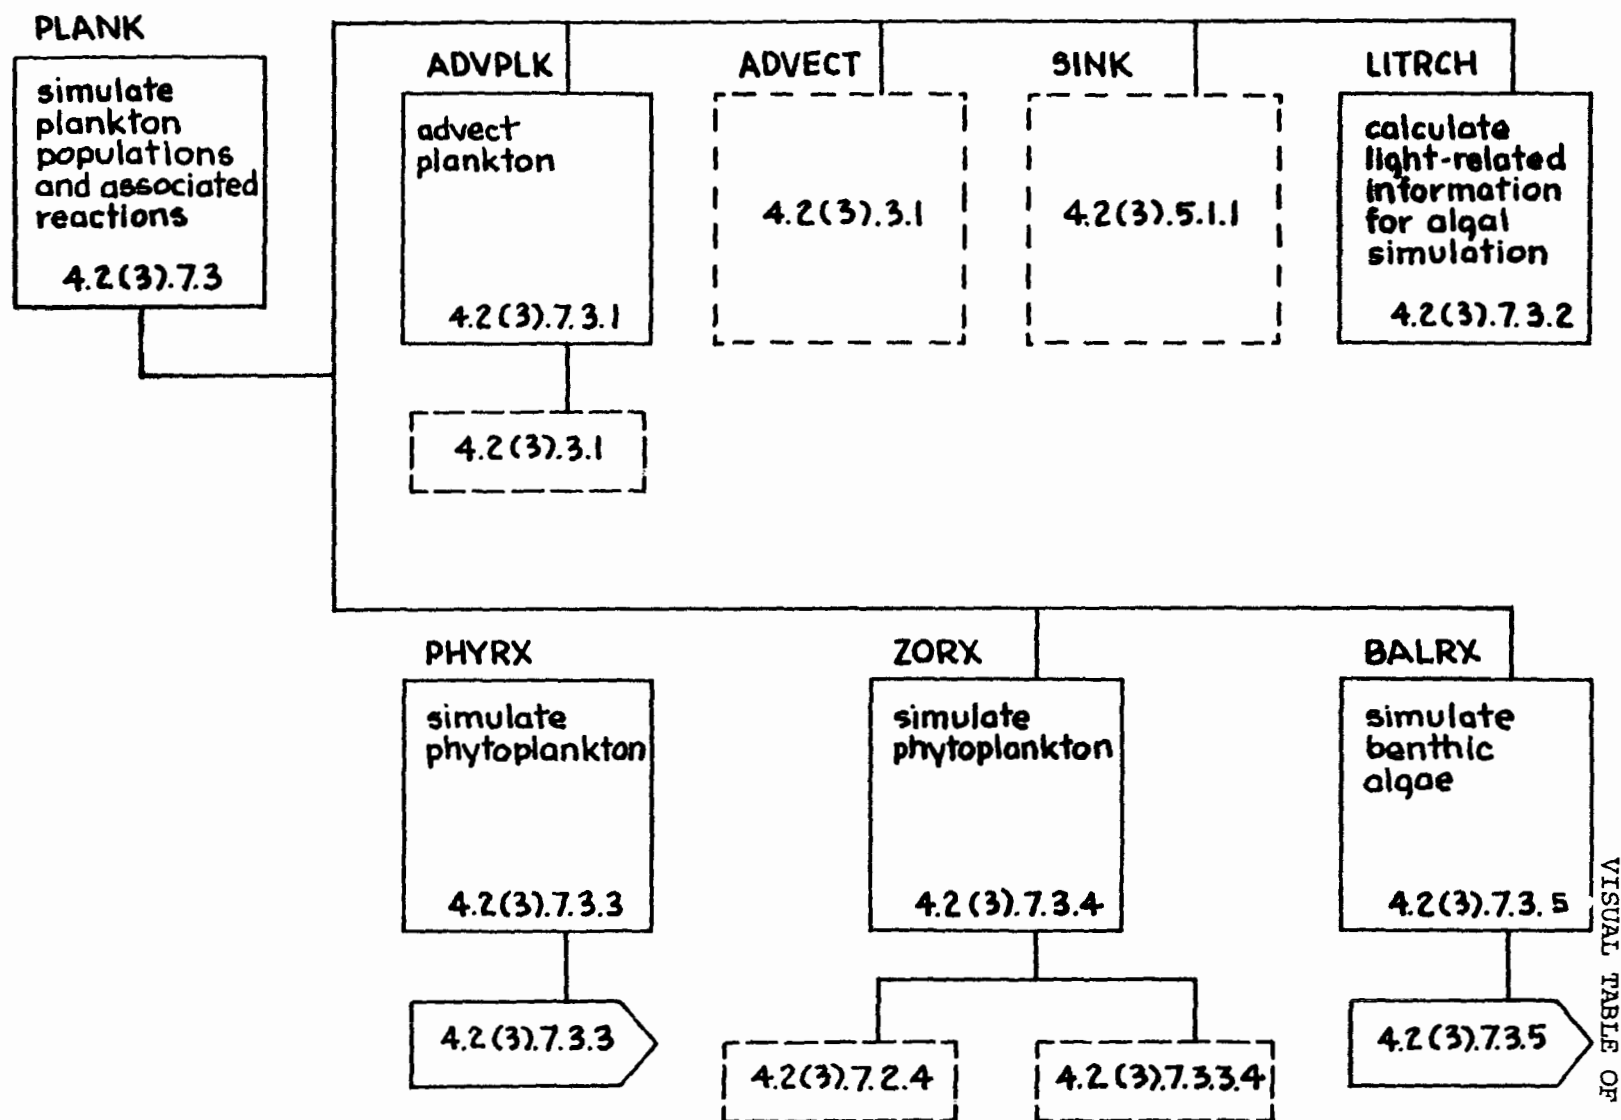 PLANK
simulate
plankton
populations
and associated
reactions
4.2(3).7.3
ADVPLK
advect
plankton
4.2(3).7.3.1
4.2(3).3.1
ADVECT
4.2(3).3.1
SINK
4.2(3).5.1.1
LITRCH
calculate
light-related
information
for algal
simulation
4.2(3).7.3.2
PHYRX
simulate
phytoplankton
4.2(3).7.3.3
4.2(3).7.3.3
ZORX
simulate
phytoplankton
4.2(3).7.3.4
4.2(3).7.2.4
4.2(3).7.3.3.4
BALRX
simulate
benthic
algae
4.2(3).7.3.5
4.2(3).7.3.5
VISUAL TABLE OF